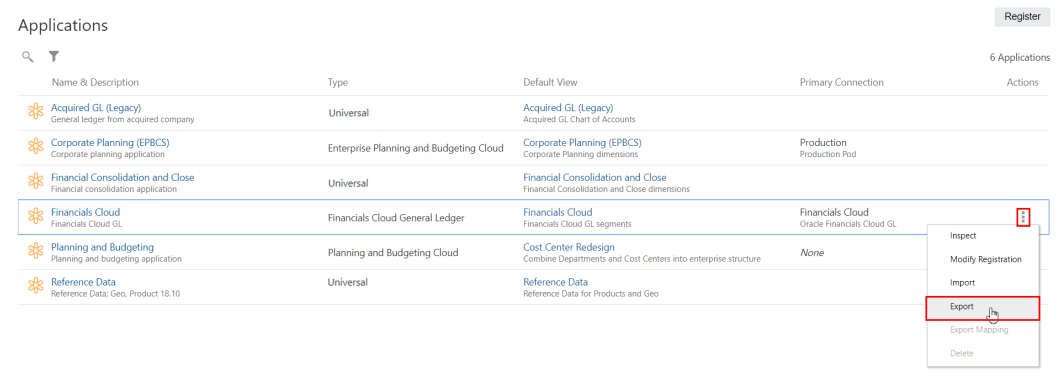 Applications
Register
6 Applications
Name & Description Type Default View Primary Connection Actions
Acquired GL (Legacy) Universal Acquired GL (Legacy)
General ledger from acquired company Acquired GL Chart of Accounts
Corporate Planning (EPBCS) Enterprise Planning and Budgeting Cloud Corporate Planning (EPBCS) Production
Corporate planning application Corporate Planning dimensions Production Pod
Financial Consolidation and Close Universal Financial Consolidation and Close
Financial consolidation application Financial Consolidation and Close dimensions
Financials Cloud Financials Cloud General Ledger Financials Cloud Financials Cloud
Financials Cloud GL Financials Cloud GL segments Oracle Financials Cloud GL
Planning and Budgeting Planning and Budgeting Cloud Cost Center Redesign None
Planning and budgeting application Combine Departments and Cost Centers into enterprise structure
Reference Data Universal Reference Data
Reference Data; Geo, Product 18.10 Reference Data for Products and Geo
Inspect
Modify Registration
Import
Export
Export Mapping
Delete